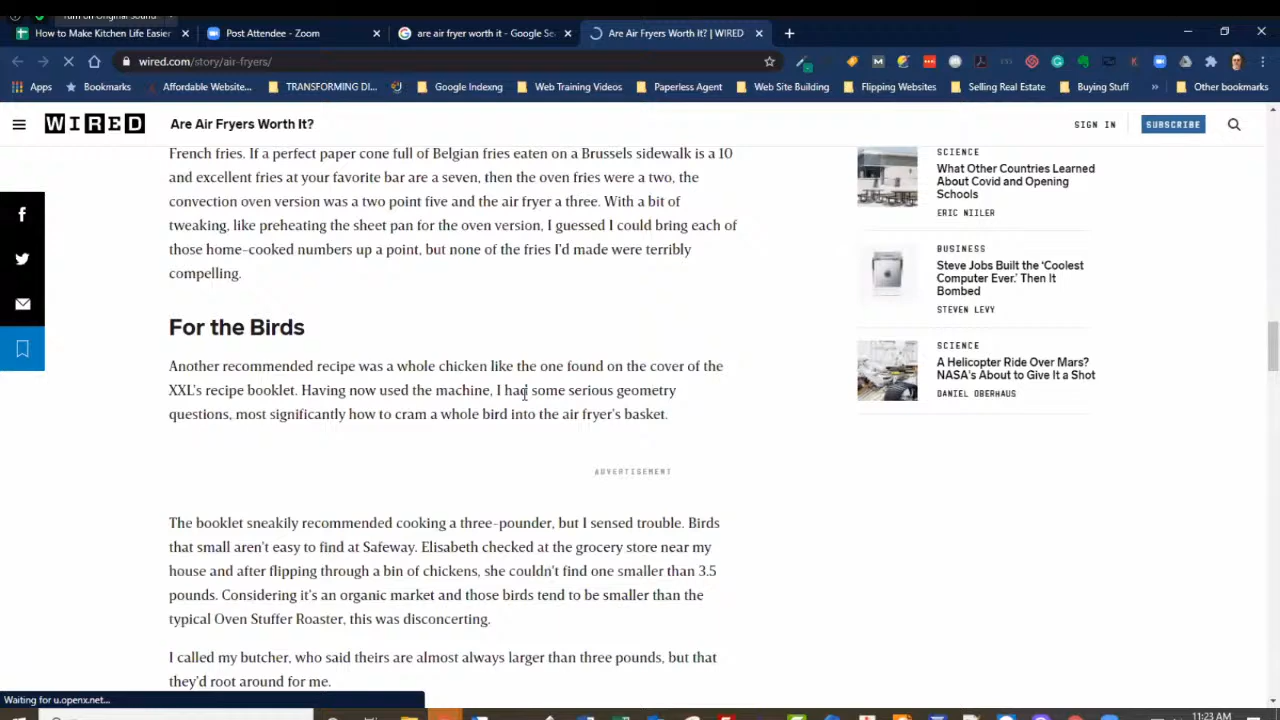 Turn on Original Sound
How to Make Kitchen Life Easier
Post Attendee - Zoom
are air fryer worth it - Google Se
Are Air Fryers Worth It? | WIRED
wired.com/story/air-fryers/
Apps
Bookmarks
Affordable Website...
TRANSFORMING DI...
Google Indexng
Web Training Videos
Paperless Agent
Web Site Building
Flipping Websites
Selling Real Estate
Buying Stuff
Other bookmarks
WIRED
Are Air Fryers Worth It?
SIGN IN
SUBSCRIBE
French fries. If a perfect paper cone full of Belgian fries eaten on a Brussels sidewalk is a 10
and excellent fries at your favorite bar are a seven, then the oven fries were a two, the
convection oven version was a two point five and the air fryer a three. With a bit of
tweaking, like preheating the sheet pan for the oven version, I guessed I could bring each of
those home-cooked numbers up a point, but none of the fries I'd made were terribly
compelling.
For the Birds
Another recommended recipe was a whole chicken like the one found on the cover of the
XXL's recipe booklet. Having now used the machine, I had some serious geometry
questions, most significantly how to cram a whole bird into the air fryer's basket.
ADVERTISEMENT
The booklet sneakily recommended cooking a three-pounder, but I sensed trouble. Birds
that small aren't easy to find at Safeway. Elisabeth checked at the grocery store near my
house and after flipping through a bin of chickens, she couldn't find one smaller than 3.5
pounds. Considering it's an organic market and those birds tend to be smaller than the
typical Oven Stuffer Roaster, this was disconcerting.
I called my butcher, who said theirs are almost always larger than three pounds, but that
they'd root around for me.
SCIENCE
What Other Countries Learned
About Covid and Opening
Schools
ERIC NIILER
BUSINESS
Steve Jobs Built the ‘Coolest
Computer Ever.’ Then It
Bombed
STEVEN LEVY
SCIENCE
A Helicopter Ride Over Mars?
NASA's About to Give It a Shot
DANIEL OBERHAUS
Waiting for u.openx.net...
11:23 AM